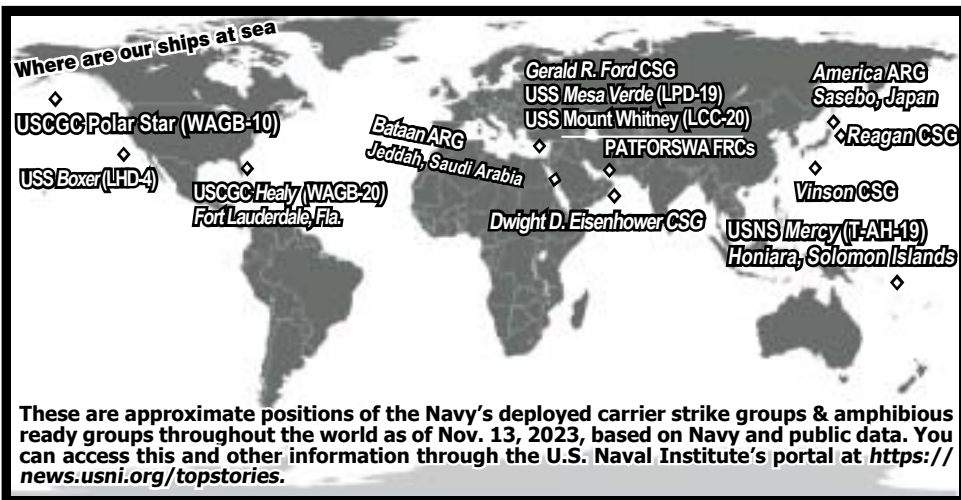 Where are our ships at sea
Gerald R. Ford CSG
USS Mesa Verde (LPD-19)
USS Mount Whitney (LCC-20)
America ARG
Sasebo, Japan
USCGC Polar Star (WAGB-10)
Bataan ARG
Jeddah, Saudi Arabia
PATFORSWA FRCs
Reagan CSG
USS Boxer (LHD-4)
USCGC Healy (WAGB-20)
Fort Lauderdale, Fla.
Vinson CSG
Dwight D. Eisenhower CSG
USNS Mercy (T-AH-19)
Honiara, Solomon Islands
These are approximate positions of the Navy's deployed carrier strike groups & amphibious
ready groups throughout the world as of Nov. 13, 2023, based on Navy and public data. You
can access this and other information through the U.S. Naval Institute's portal at https://
news.usni.org/topstories.